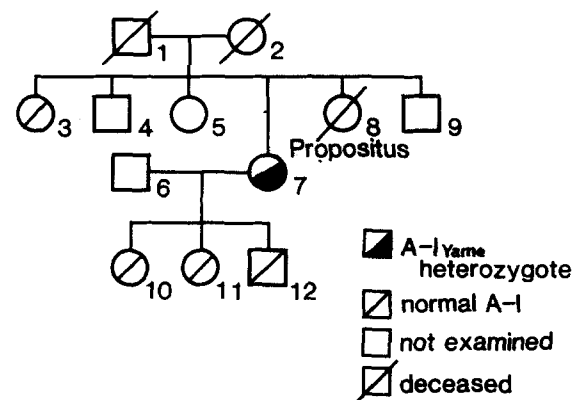 1 2
3 4 5 8 9
Propositus
6 7
10 11 12
A-I Yame
heterozygote
normal A-I
not examined
deceased